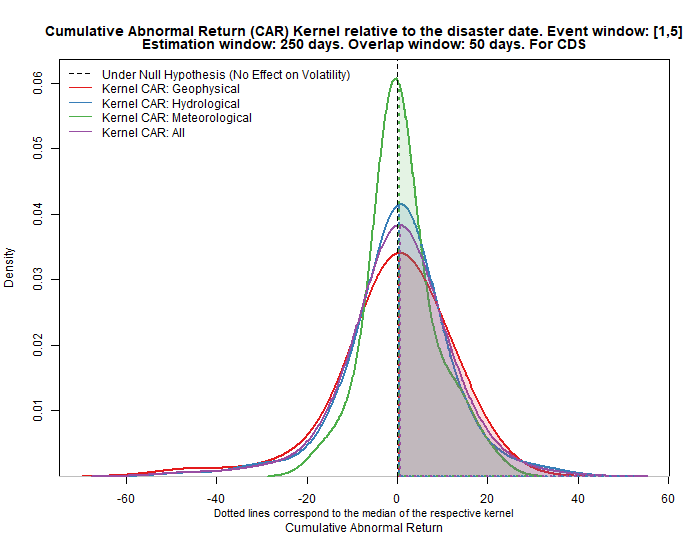 Cumulative Abnormal Return (CAR) Kernel relative to the disaster date. Event window: [1,5]
Estimation window: 250 days. Overlap window: 50 days. For CDS
Under Null Hypothesis (No Effect on Volatility)
Kernel CAR: Geophysical
Kernel CAR: Hydrological
Kernel CAR: Meteorological
Kernel CAR: All
0.06
0.05
0.04
0.03
0.02
0.01
Density
-60 -40 -20 0 20 40 60
Dotted lines correspond to the median of the respective kernel
Cumulative Abnormal Return